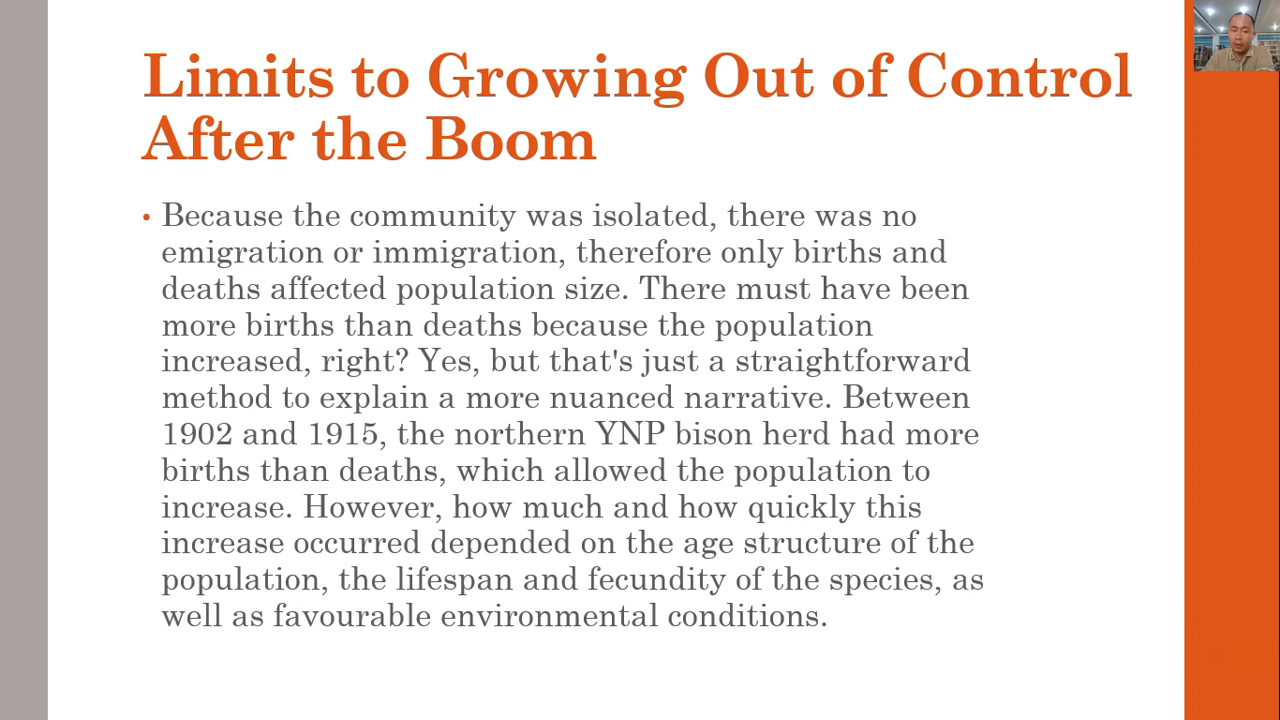 Limits to Growing Out of Control
After the Boom
• Because the community was isolated, there was no
emigration or immigration, therefore only births and
deaths affected population size. There must have been
more births than deaths because the population
increased, right? Yes, but that's just a straightforward
method to explain a more nuanced narrative. Between
1902 and 1915, the northern YNP bison herd had more
births than deaths, which allowed the population to
increase. However, how much and how quickly this
increase occurred depended on the age structure of the
population, the lifespan and fecundity of the species, as
well as favourable environmental conditions.